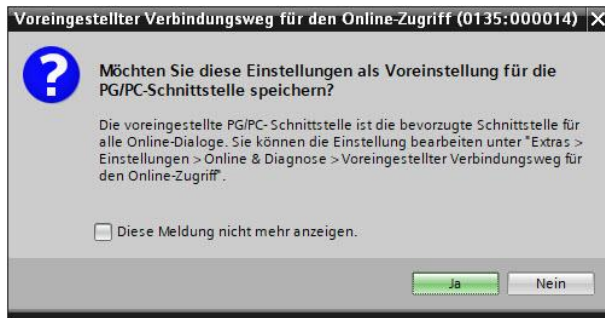 Voreingestellter Verbindungsweg für den Online-Zugriff (0135:000014)
Möchten Sie diese Einstellungen als Voreinstellung für die
PG/PC-Schnittstelle speichern?
Die voreingestellte PG/PC- Schnittstelle ist die bevorzugte Schnittstelle für
alle Online-Dialoge. Sie können die Einstellung bearbeiten unter "Extras >
Einstellungen > Online & Diagnose > Voreingestellter Verbindungsweg für
den Online-Zugriff".
Diese Meldung nicht mehr anzeigen.
Ja Nein